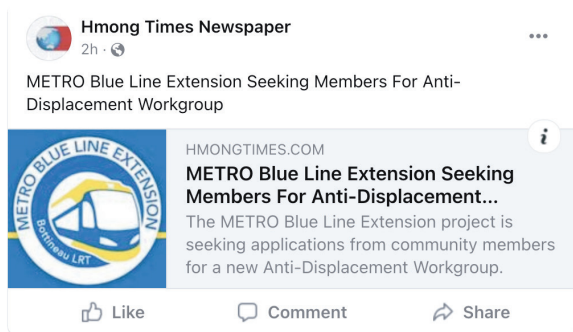 Hmong Times Newspaper
2h ·
METRO Blue Line Extension Seeking Members For Anti-
Displacement Workgroup
METRO BLUE LINE EXTENSION
Bottineau LRT
i
HMONGTIMES.COM
METRO Blue Line Extension Seeking
Members For Anti-Displacement...
The METRO Blue Line Extension project is
seeking applications from community members
for a new Anti-Displacement Workgroup.
Like
Comment
Share